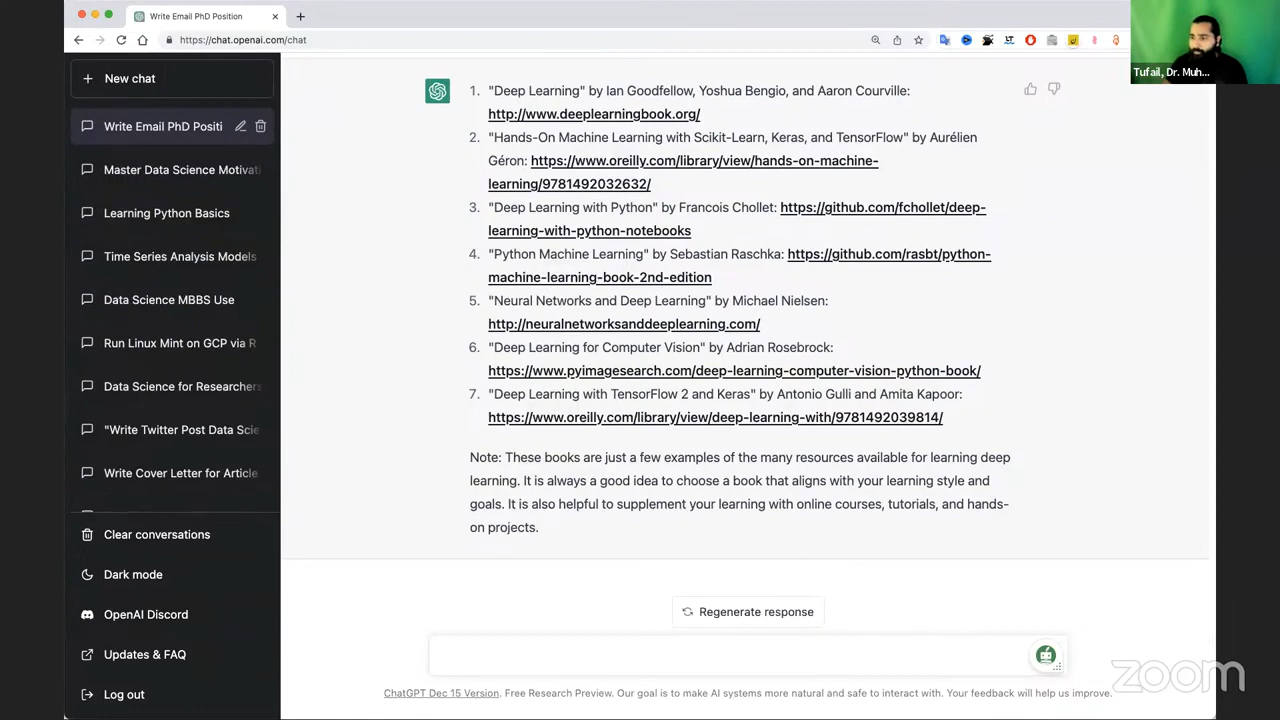 Write Email PhD Position
https://chat.openai.com/chat
Tufail, Dr. Muh...
New chat
Write Email PhD Positi
Master Data Science Motivati
Learning Python Basics
Time Series Analysis Models
Data Science MBBS Use
Run Linux Mint on GCP via R
Data Science for Researchers
"Write Twitter Post Data Scie
Write Cover Letter for Article
Clear conversations
Dark mode
OpenAI Discord
Updates & FAQ
Log out
1. "Deep Learning" by Ian Goodfellow, Yoshua Bengio, and Aaron Courville:
http://www.deeplearningbook.org/
2. "Hands-On Machine Learning with Scikit-Learn, Keras, and TensorFlow" by Aurélien
Géron: https://www.oreilly.com/library/view/hands-on-machine-
learning/9781492032632/
3. "Deep Learning with Python" by Francois Chollet: https://github.com/fchollet/deep-
learning-with-python-notebooks
4. "Python Machine Learning" by Sebastian Raschka: https://github.com/rasbt/python-
machine-learning-book-2nd-edition
5. "Neural Networks and Deep Learning" by Michael Nielsen:
http://neuralnetworksanddeeplearning.com/
6. "Deep Learning for Computer Vision" by Adrian Rosebrock:
https://www.pyimagesearch.com/deep-learning-computer-vision-python-book/
7. "Deep Learning with TensorFlow 2 and Keras" by Antonio Gulli and Amita Kapoor:
https://www.oreilly.com/library/view/deep-learning-with/9781492039814/
Note: These books are just a few examples of the many resources available for learning deep
learning. It is always a good idea to choose a book that aligns with your learning style and
goals. It is also helpful to supplement your learning with online courses, tutorials, and hands-
on projects.
Regenerate response
ChatGPT Dec 15 Version. Free Research Preview. Our goal is to make AI systems more natural and safe to interact with. Your feedback will help us improve.
zoom